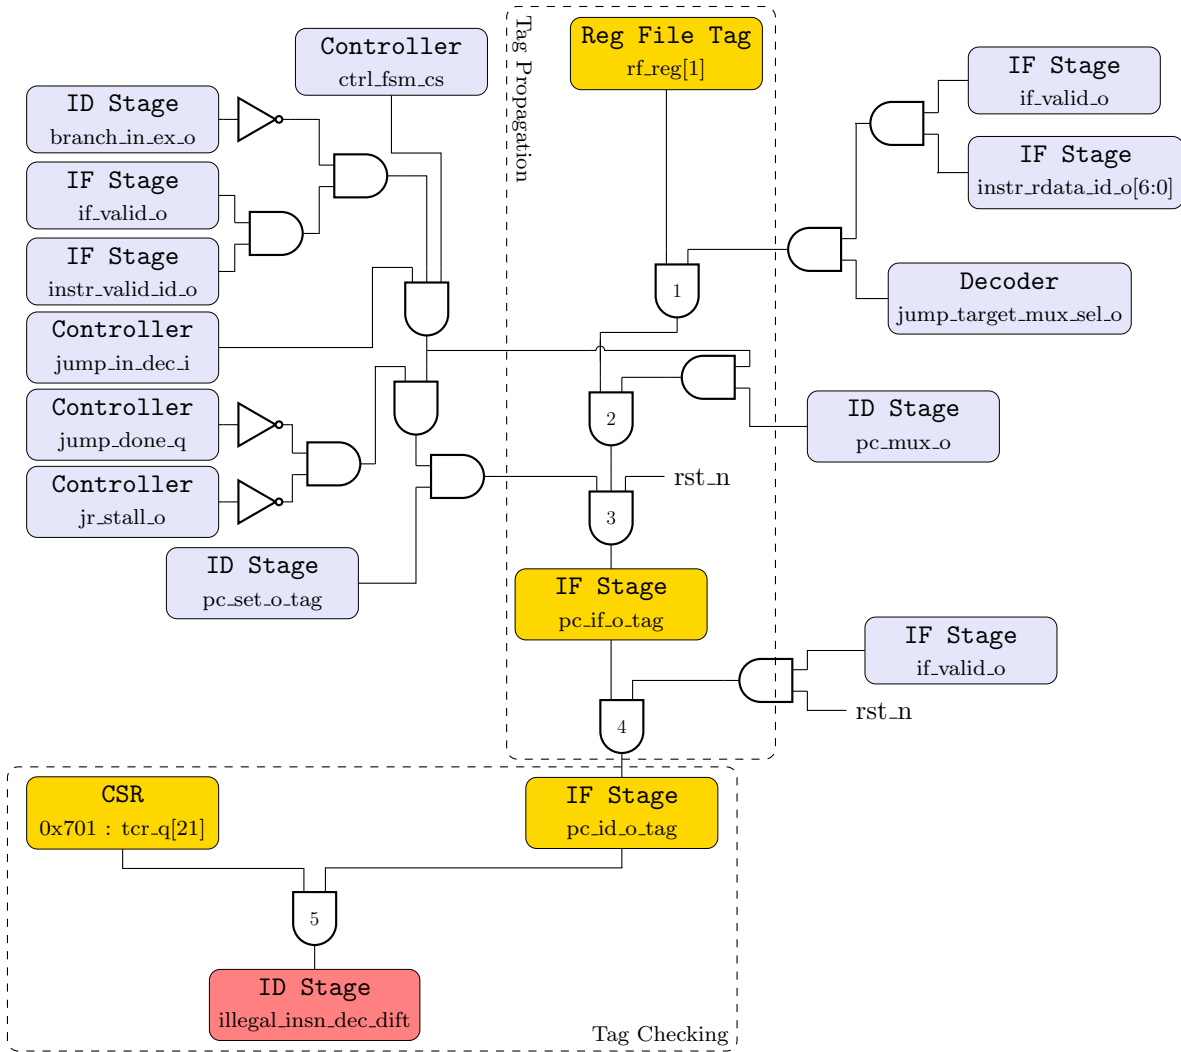 Tag Propagation
Reg File Tag
rf_reg[1]
Controller
ctrl_fsm_cs
IF Stage
if_valid_o
ID Stage
branch_in_ex_o
IF Stage
instr_rdata_id_o[6:0]
IF Stage
if_valid_o
IF Stage
instr_valid_id_o
Decoder
jump_target_mux_sel_o
1
Controller
jump_in_dec_i
Controller
jump_done_q
2
ID Stage
pc_mux_o
Controller
jr_stall_o
rst_n
3
ID Stage
pc_set_o_tag
IF Stage
pc_if_o_tag
IF Stage
if_valid_o
rst_n
4
CSR
0x701 : tcr_q[21]
IF Stage
pc_id_o_tag
5
ID Stage
illegal_insn_dec_dift
Tag Checking